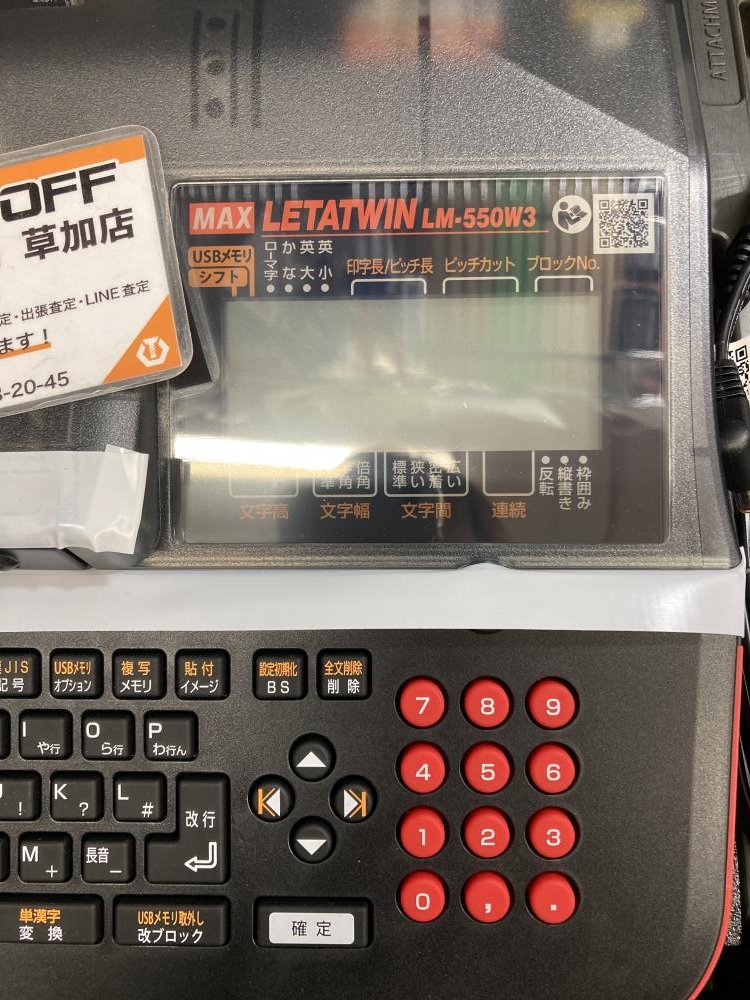 ATTACHM
OFF
草加店
定・出張査定・LINE査定
ます！
-20-45
MAX LETATWIN LM-550W3
USBメモリ
シフト
ローマ字
かな
英大
英小
印字長/ピッチ長
ピッチカット
ブロックNo.
倍角
標準
狭い
密着
広い
反転
縦書き
枠囲み
文字高
文字幅
文字間
連続
JIS
記号
USBメモリ
オプション
複写
メモリ
貼付
イメージ
設定初期化
BS
全文削除
削除
I
や行
O
ら行
P
わ行ん
!
K
?
L
#
改行
M
+
長音
−
単漢字
変換
USBメモリ取外し
改ブロック
確定
7
8
9
4
5
6
1
2
3
0
,
.